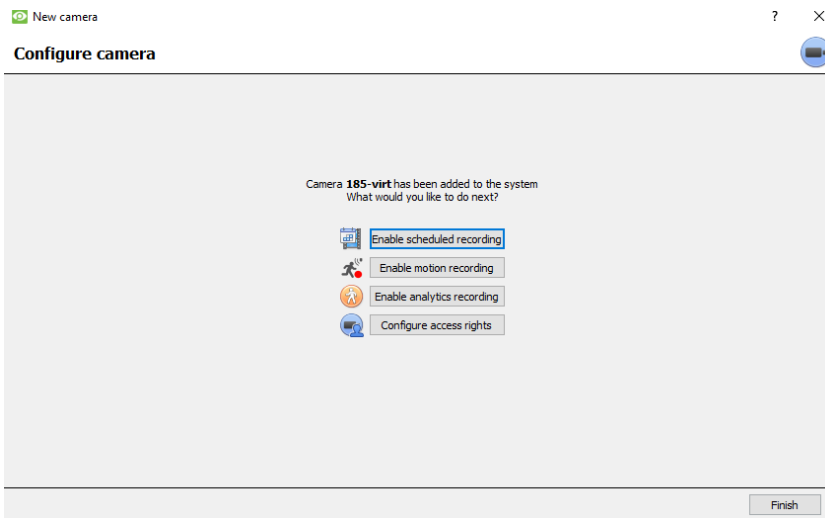 New camera
?
Configure camera
Camera 185-virt has been added to the system
What would you like to do next?
Enable scheduled recording
Enable motion recording
Enable analytics recording
Configure access rights
Finish